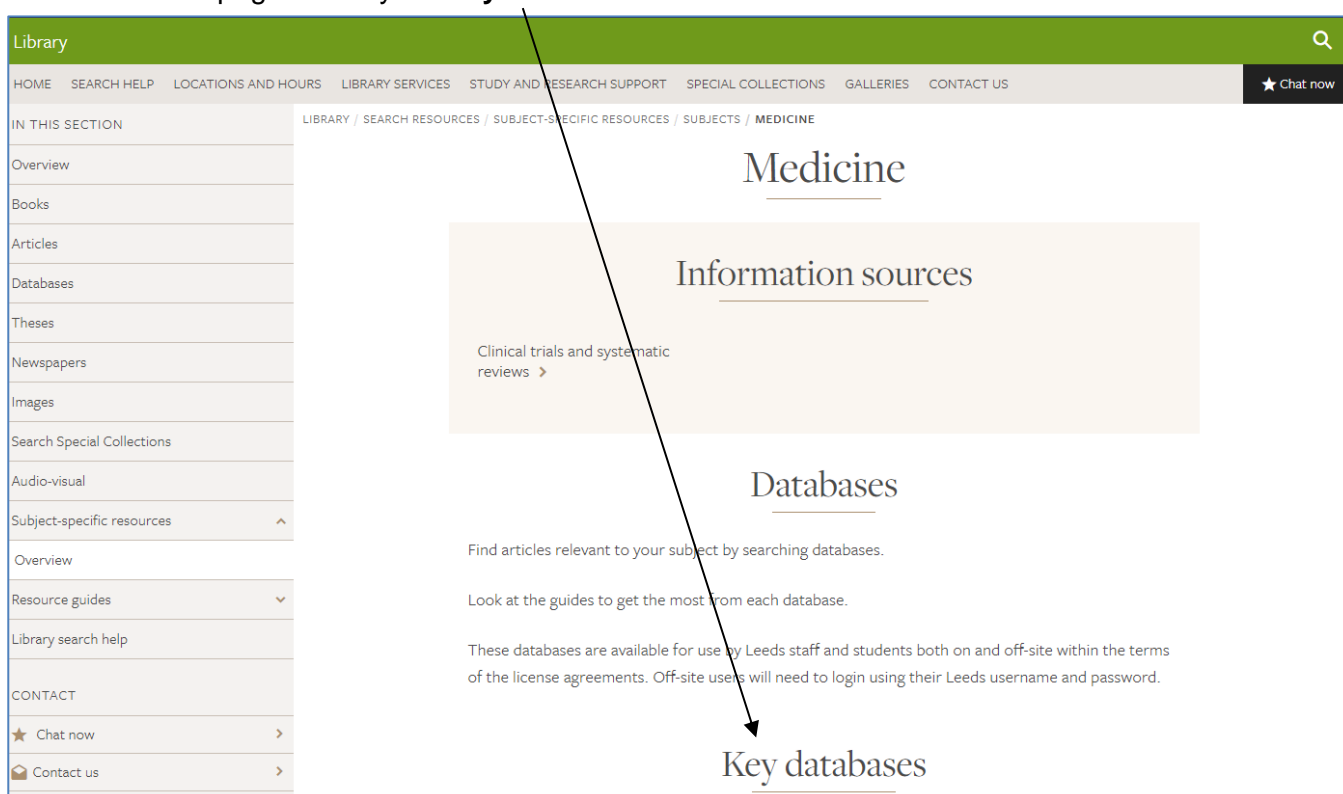 Library
HOME SEARCH HELP LOCATIONS AND HOURS LIBRARY SERVICES STUDY AND RESEARCH SUPPORT SPECIAL COLLECTIONS GALLERIES CONTACT US Chat now
IN THIS SECTION
Overview
Books
Articles
Databases
Theses
Newspapers
Images
Search Special Collections
Audio-visual
Subject-specific resources
Overview
Resource guides
Library search help
CONTACT
Chat now
Contact us
LIBRARY / SEARCH RESOURCES / SUBJECT-SPECIFIC RESOURCES / SUBJECTS / MEDICINE
Medicine
Information sources
Clinical trials and systematic
reviews
Databases
Find articles relevant to your subject by searching databases.
Look at the guides to get the most from each database.
These databases are available for use by Leeds staff and students both on and off-site within the terms
of the license agreements. Off-site users will need to login using their Leeds username and password.
Key databases